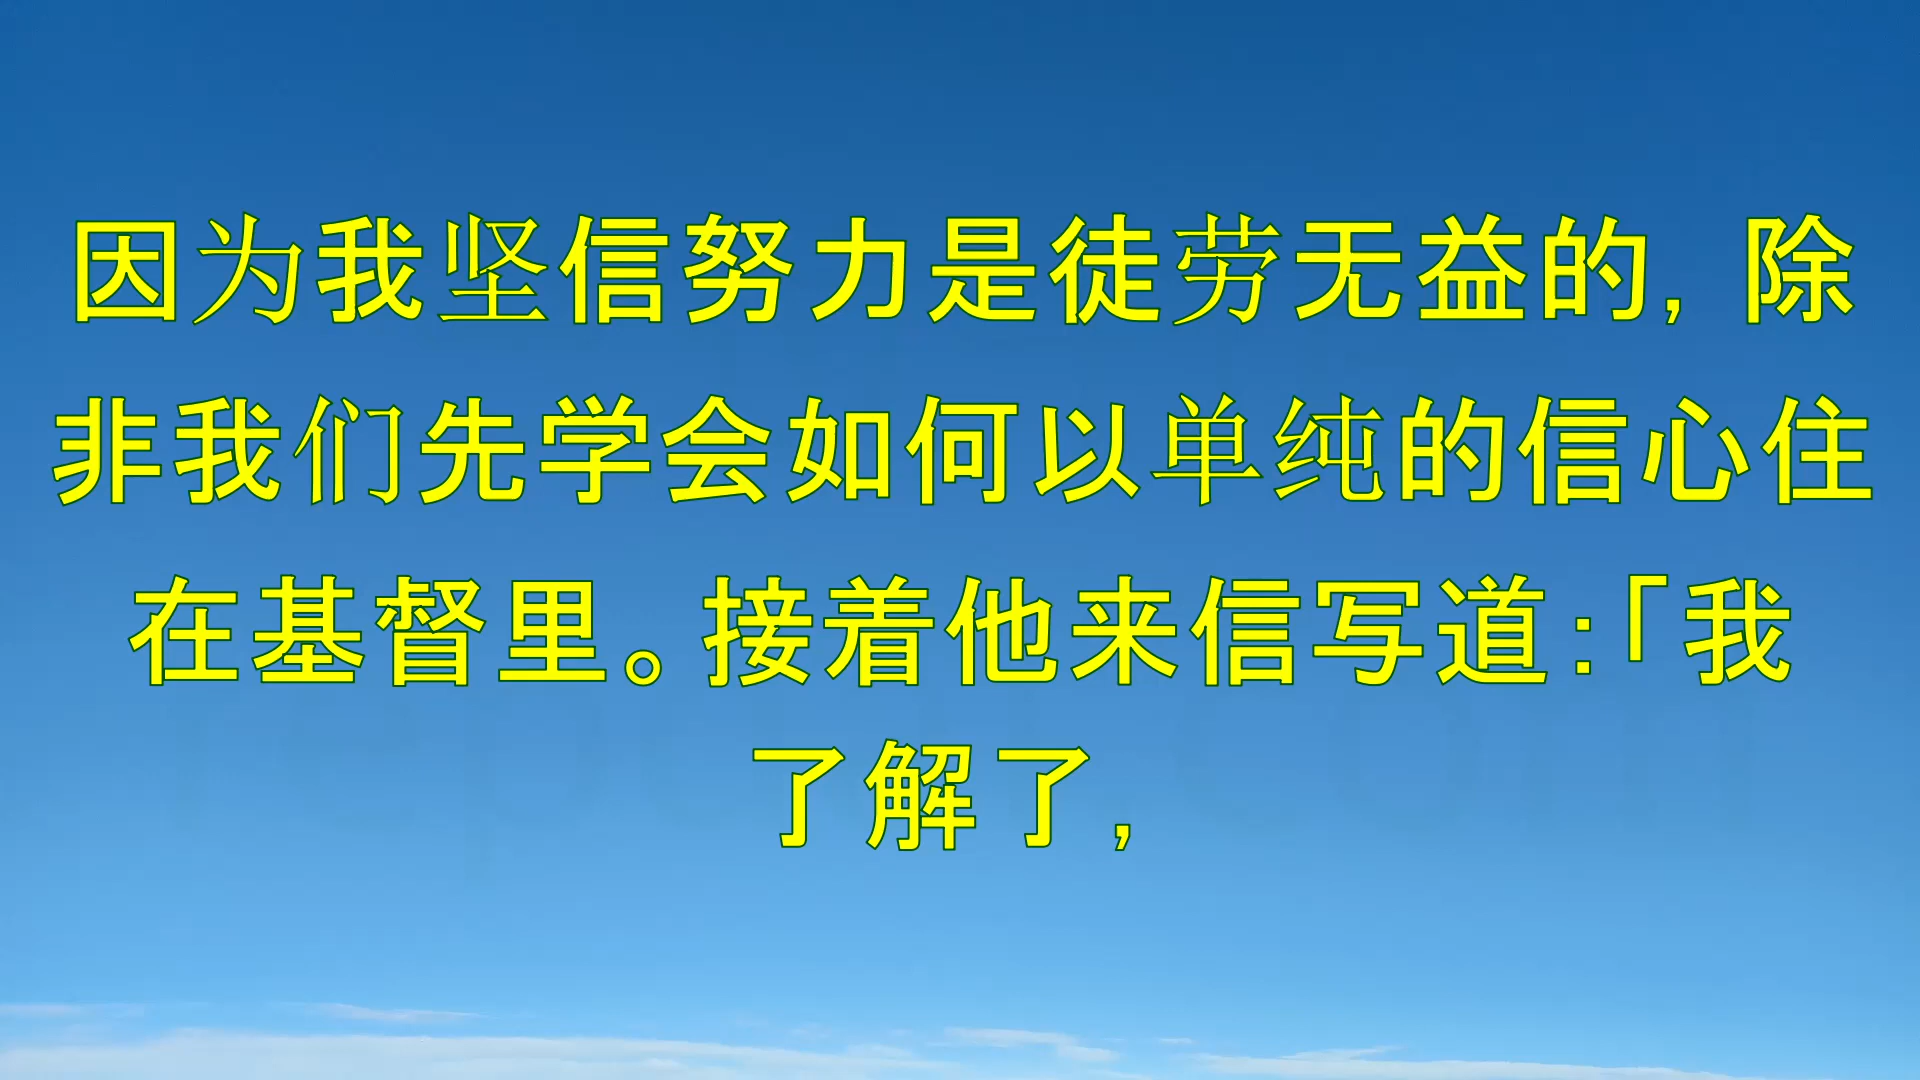 因为我坚信努力是徒劳无益的, 除
非我们先学会如何以单纯的信心住
在基督里。接着他来信写道:「我
了解了,